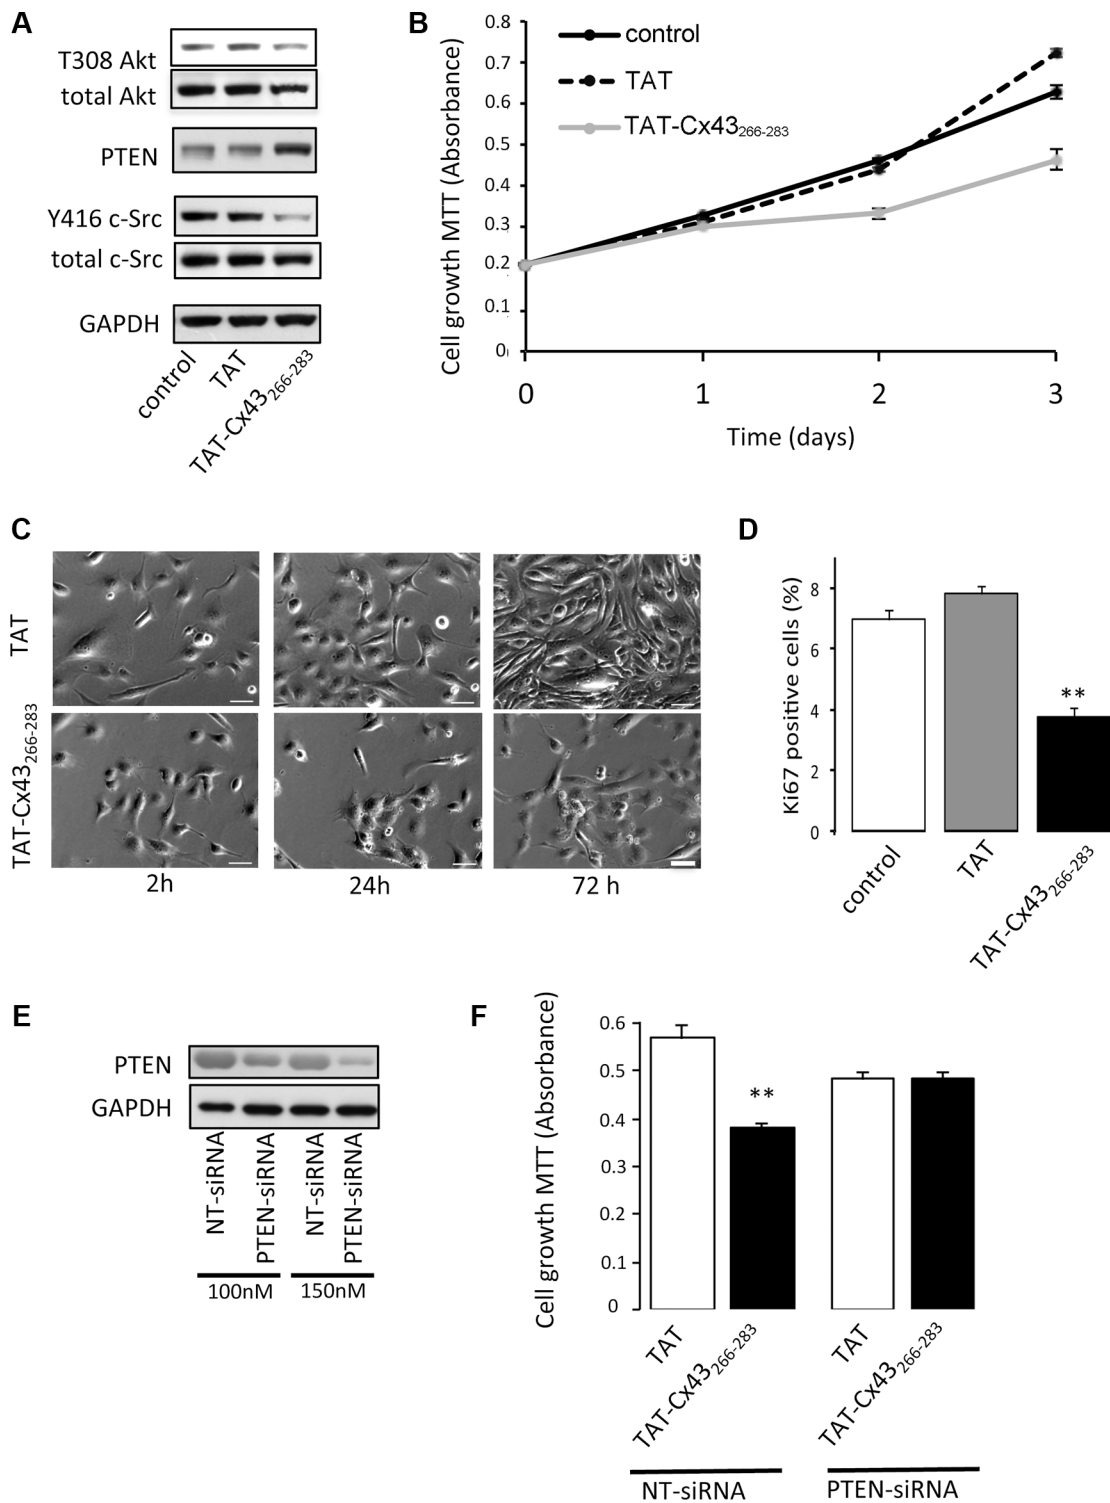 A
T308 Akt
total Akt
PTEN
Y416 c-Src
total c-Src
GAPDH
control
TAT
TAT-Cx43266-283
B
Cell growth MTT (Absorbance)
0.8
0.7
0.6
0.5
0.4
0.3
0.2
0.1
0
control
TAT
TAT-Cx43266-283
0 1 2 3
Time (days)
C
TAT
TAT-Cx43266-283
2h
24h
72 h
D
Ki67 positive cells (%)
8
6
4
2
0
**
control
TAT
TAT-Cx43266-283
E
PTEN
GAPDH
NT-siRNA
PTEN-siRNA
NT-siRNA
PTEN-siRNA
100nM
150nM
F
Cell growth MTT (Absorbance)
0.6
0.5
0.4
0.3
0.2
0.1
0
**
TAT
TAT-Cx43266-283
TAT
TAT-Cx43266-283
NT-siRNA
PTEN-siRNA